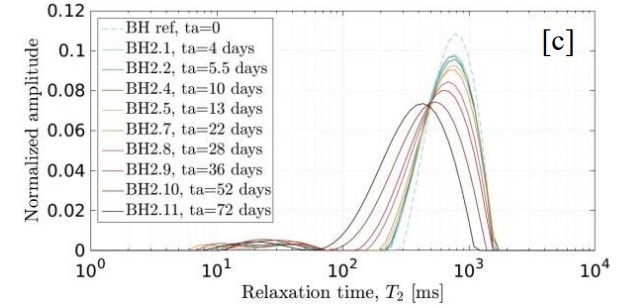 0.12
0.1
0.08
0.06
0.04
0.02
0
Normalized amplitude
BH ref, ta=0
BH2.1, ta=4 days
BH2.2, ta=5.5 days
BH2.4, ta=10 days
BH2.5, ta=13 days
BH2.7, ta=22 days
BH2.8, ta=28 days
BH2.9, ta=36 days
BH2.10, ta=52 days
BH2.11, ta=72 days
[c]
10⁰ 10¹ 10² 10³ 10⁴
Relaxation time, T₂ [ms]